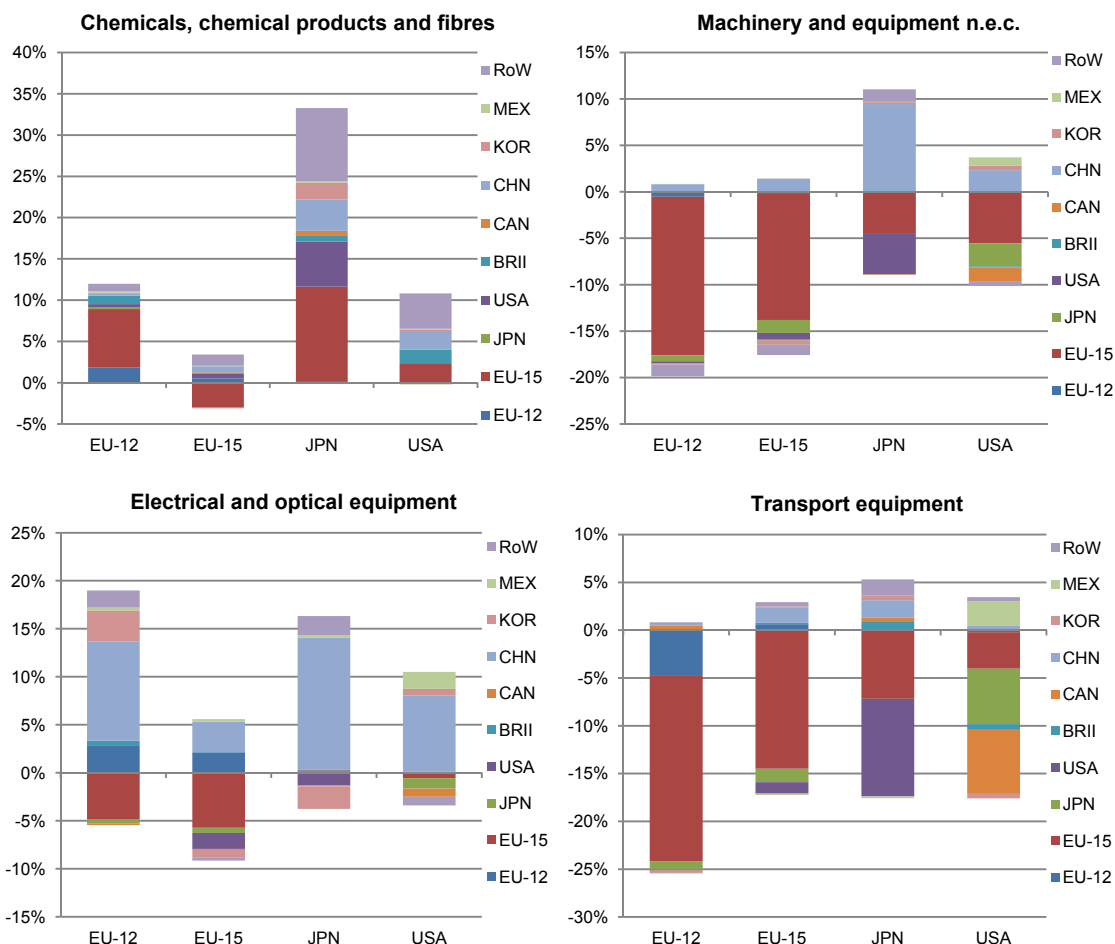 Chemicals, chemical products and fibres
40%
35%
30%
25%
20%
15%
10%
5%
0%
-5%
EU-12 EU-15 JPN USA
RoW
MEX
KOR
CHN
CAN
BRII
USA
JPN
EU-15
EU-12
Machinery and equipment n.e.c.
15%
10%
5%
0%
-5%
-10%
-15%
-20%
-25%
EU-12 EU-15 JPN USA
RoW
MEX
KOR
CHN
CAN
BRII
USA
JPN
EU-15
EU-12
Electrical and optical equipment
25%
20%
15%
10%
5%
0%
-5%
-10%
-15%
EU-12 EU-15 JPN USA
RoW
MEX
KOR
CHN
CAN
BRII
USA
JPN
EU-15
EU-12
Transport equipment
10%
5%
0%
-5%
-10%
-15%
-20%
-25%
-30%
EU-12 EU-15 JPN USA
RoW
MEX
KOR
CHN
CAN
BRII
USA
JPN
EU-15
EU-12